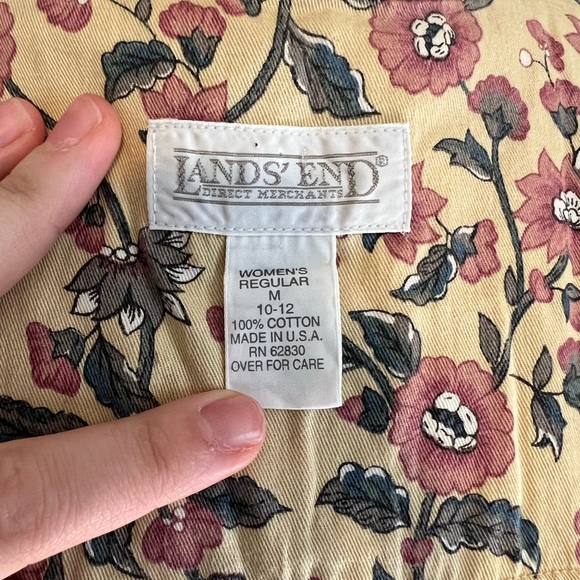 LANDS' END®
DIRECT MERCHANTS
WOMEN'S
REGULAR
M
10-12
100% COTTON
MADE IN U.S.A.
RN 62830
OVER FOR CARE